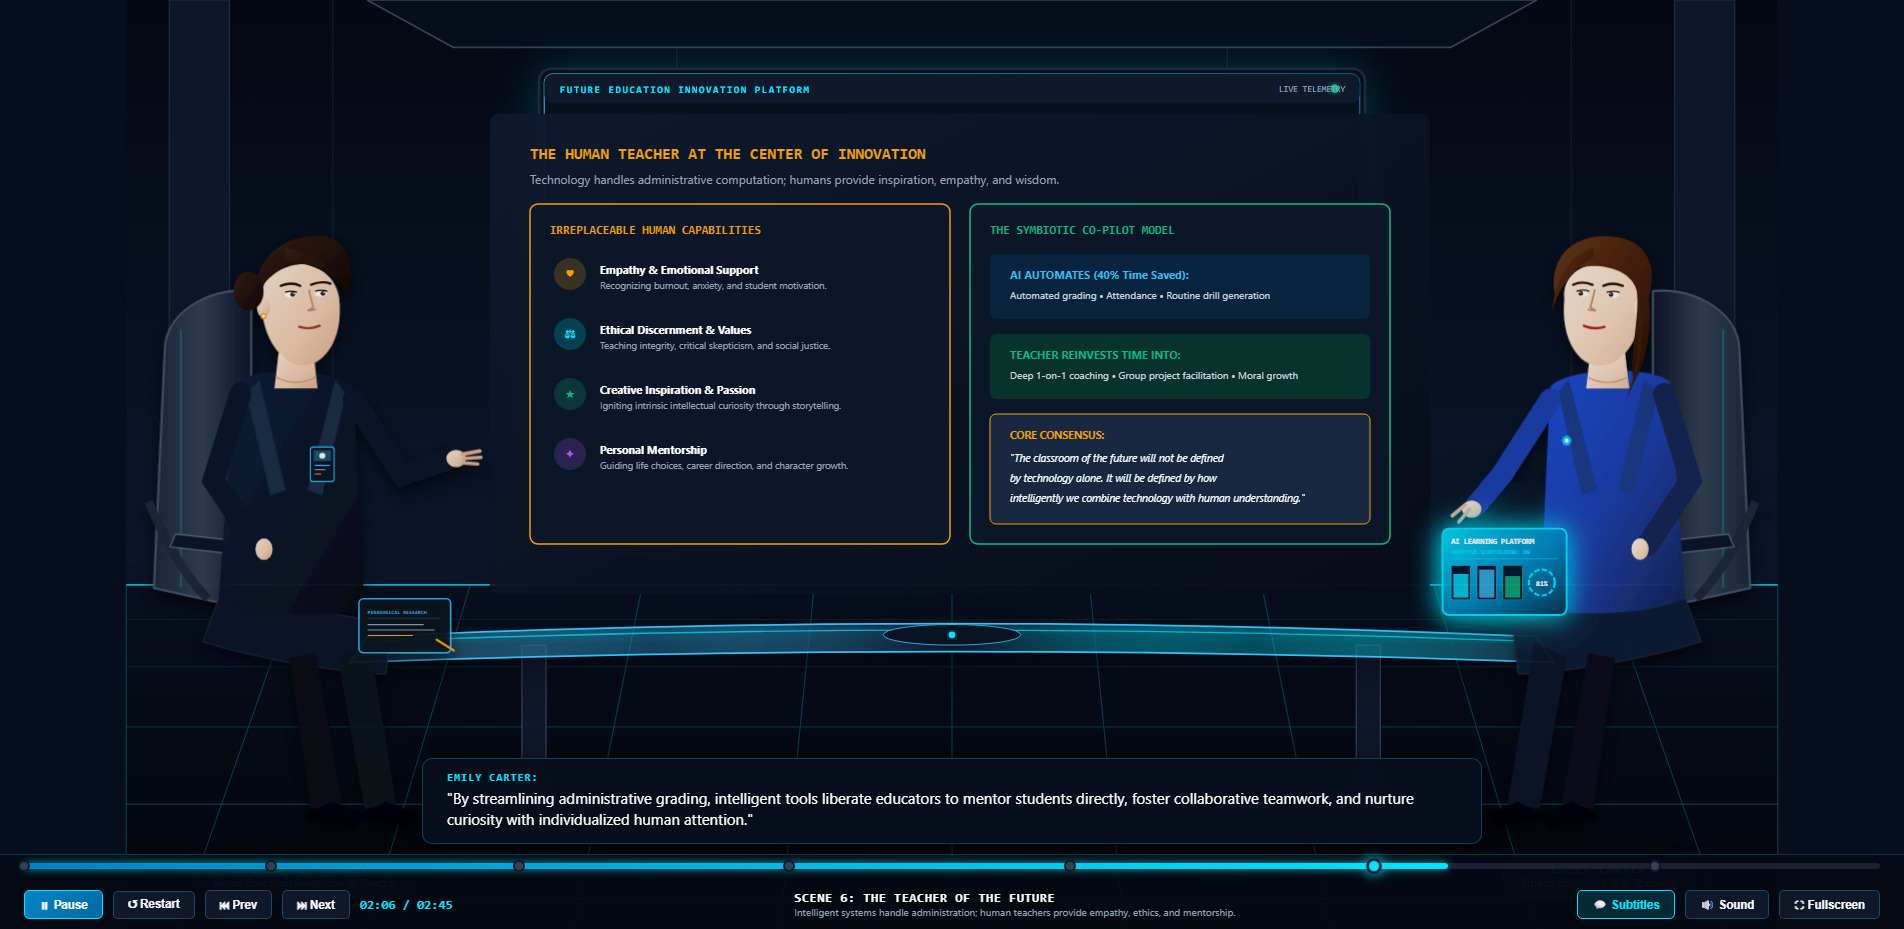 FUTURE EDUCATION INNOVATION PLATFORM
LIVE TELEMETRY
THE HUMAN TEACHER AT THE CENTER OF INNOVATION
Technology handles administrative computation; humans provide inspiration, empathy, and wisdom.
IRREPLACEABLE HUMAN CAPABILITIES
Empathy & Emotional Support
Recognizing burnout, anxiety, and student motivation.
Ethical Discernment & Values
Teaching integrity, critical skepticism, and social justice.
Creative Inspiration & Passion
Igniting intrinsic intellectual curiosity through storytelling.
Personal Mentorship
Guiding life choices, career direction, and character growth.
THE SYMBIOTIC CO-PILOT MODEL
AI AUTOMATES (40% Time Saved):
Automated grading • Attendance • Routine drill generation
TEACHER REINVESTS TIME INTO:
Deep 1-on-1 coaching • Group project facilitation • Moral growth
CORE CONSENSUS:
"The classroom of the future will not be defined
by technology alone. It will be defined by how
intelligently we combine technology with human understanding."
AI LEARNING PLATFORM
81%
PEDAGOGICAL RESEARCH
EMILY CARTER:
"By streamlining administrative grading, intelligent tools liberate educators to mentor students directly, foster collaborative teamwork, and nurture
curiosity with individualized human attention."
Pause
Restart
Prev
Next
02:06 / 02:45
SCENE 6: THE TEACHER OF THE FUTURE
Intelligent systems handle administration; human teachers provide empathy, ethics, and mentorship.
Subtitles
Sound
Fullscreen